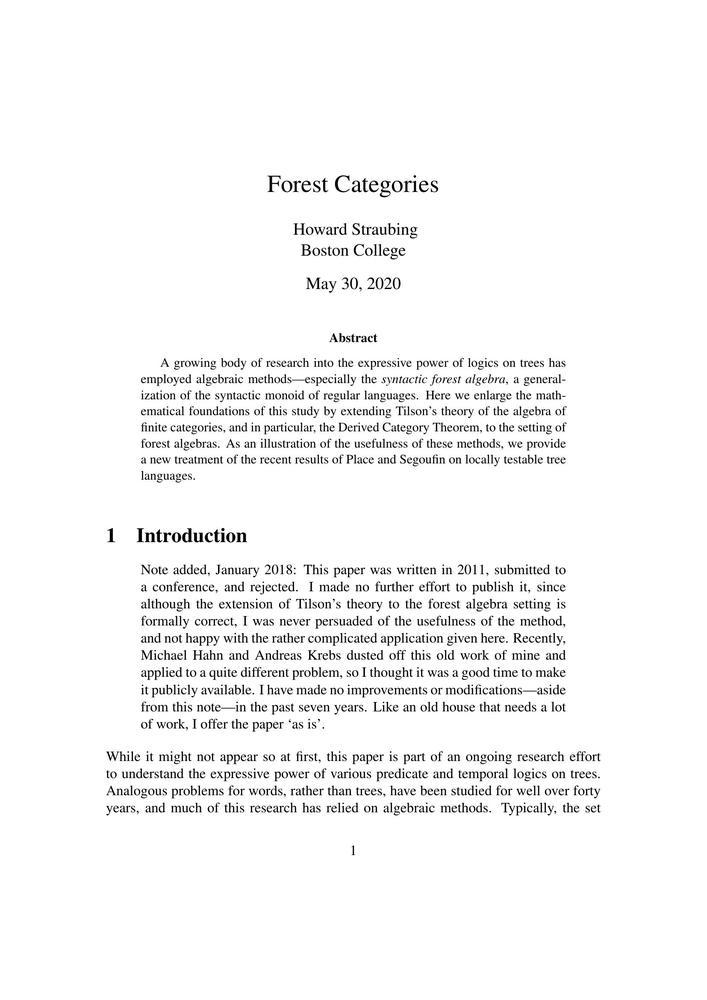 Forest Categories
Howard Straubing
Boston College
May 30, 2020
Abstract
A growing body of research into the expressive power of logics on trees has
employed algebraic methods—especially the syntactic forest algebra, a general-
ization of the syntactic monoid of regular languages. Here we enlarge the math-
ematical foundations of this study by extending Tilson's theory of the algebra of
finite categories, and in particular, the Derived Category Theorem, to the setting of
forest algebras. As an illustration of the usefulness of these methods, we provide
a new treatment of the recent results of Place and Segoufin on locally testable tree
languages.
1 Introduction
Note added, January 2018: This paper was written in 2011, submitted to
a conference, and rejected. I made no further effort to publish it, since
although the extension of Tilson's theory to the forest algebra setting is
formally correct, I was never persuaded of the usefulness of the method,
and not happy with the rather complicated application given here. Recently,
Michael Hahn and Andreas Krebs dusted off this old work of mine and
applied to a quite different problem, so I thought it was a good time to make
it publicly available. I have made no improvements or modifications—aside
from this note—in the past seven years. Like an old house that needs a lot
of work, I offer the paper 'as is'.
While it might not appear so at first, this paper is part of an ongoing research effort
to understand the expressive power of various predicate and temporal logics on trees.
Analogous problems for words, rather than trees, have been studied for well over forty
years, and much of this research has relied on algebraic methods. Typically, the set
1